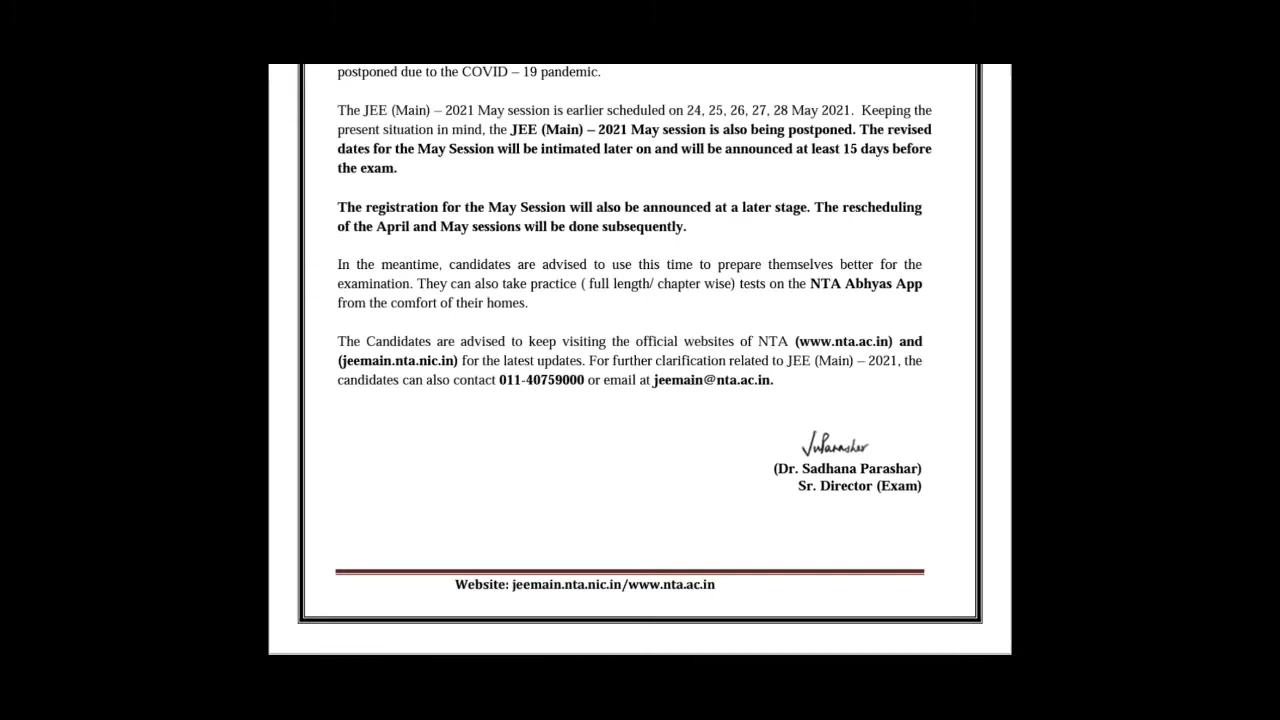 postponed due to the COVID – 19 pandemic.
The JEE (Main) – 2021 May session is earlier scheduled on 24, 25, 26, 27, 28 May 2021. Keeping the
present situation in mind, the JEE (Main) – 2021 May session is also being postponed. The revised
dates for the May Session will be intimated later on and will be announced at least 15 days before
the exam.
The registration for the May Session will also be announced at a later stage. The rescheduling
of the April and May sessions will be done subsequently.
In the meantime, candidates are advised to use this time to prepare themselves better for the
examination. They can also take practice ( full length/ chapter wise) tests on the NTA Abhyas App
from the comfort of their homes.
The Candidates are advised to keep visiting the official websites of NTA (www.nta.ac.in) and
(jeemain.nta.nic.in) for the latest updates. For further clarification related to JEE (Main) – 2021, the
candidates can also contact 011-40759000 or email at jeemain@nta.ac.in.
(Dr. Sadhana Parashar)
Sr. Director (Exam)
Website: jeemain.nta.nic.in/www.nta.ac.in